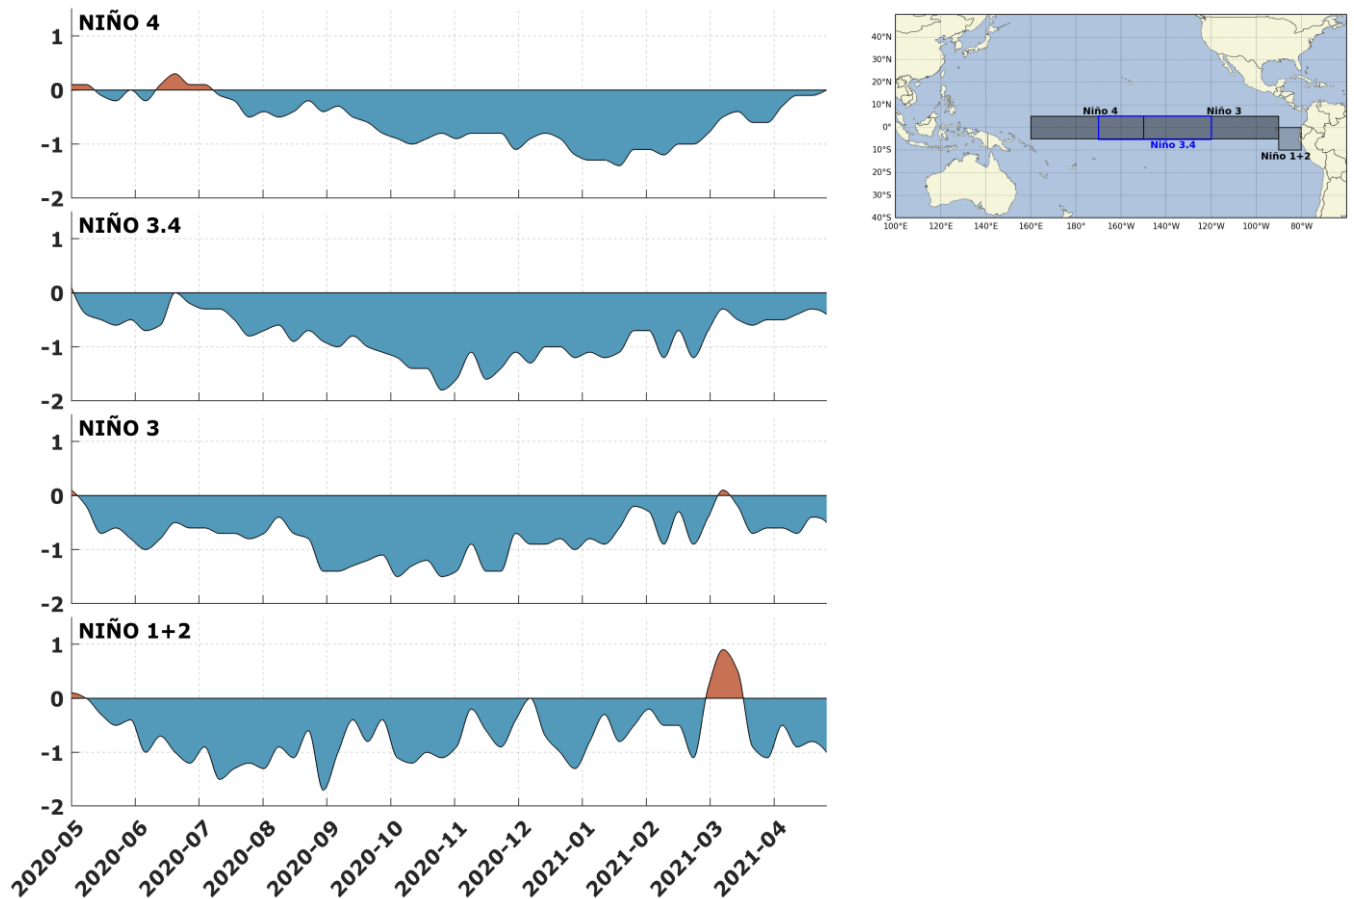 NIÑO 4
1
0
-1
-2
NIÑO 3.4
1
0
-1
-2
NIÑO 3
1
0
-1
-2
NIÑO 1+2
1
0
-1
-2
2020-05
2020-06
2020-07
2020-08
2020-09
2020-10
2020-11
2020-12
2021-01
2021-02
2021-03
2021-04
40°N
30°N
20°N
10°N
0°
10°S
20°S
30°S
40°S
Niño 4
Niño 3
Niño 3.4
Niño 1+2
100°E 120°E 140°E 160°E 180° 160°W 140°W 120°W 100°W 80°W